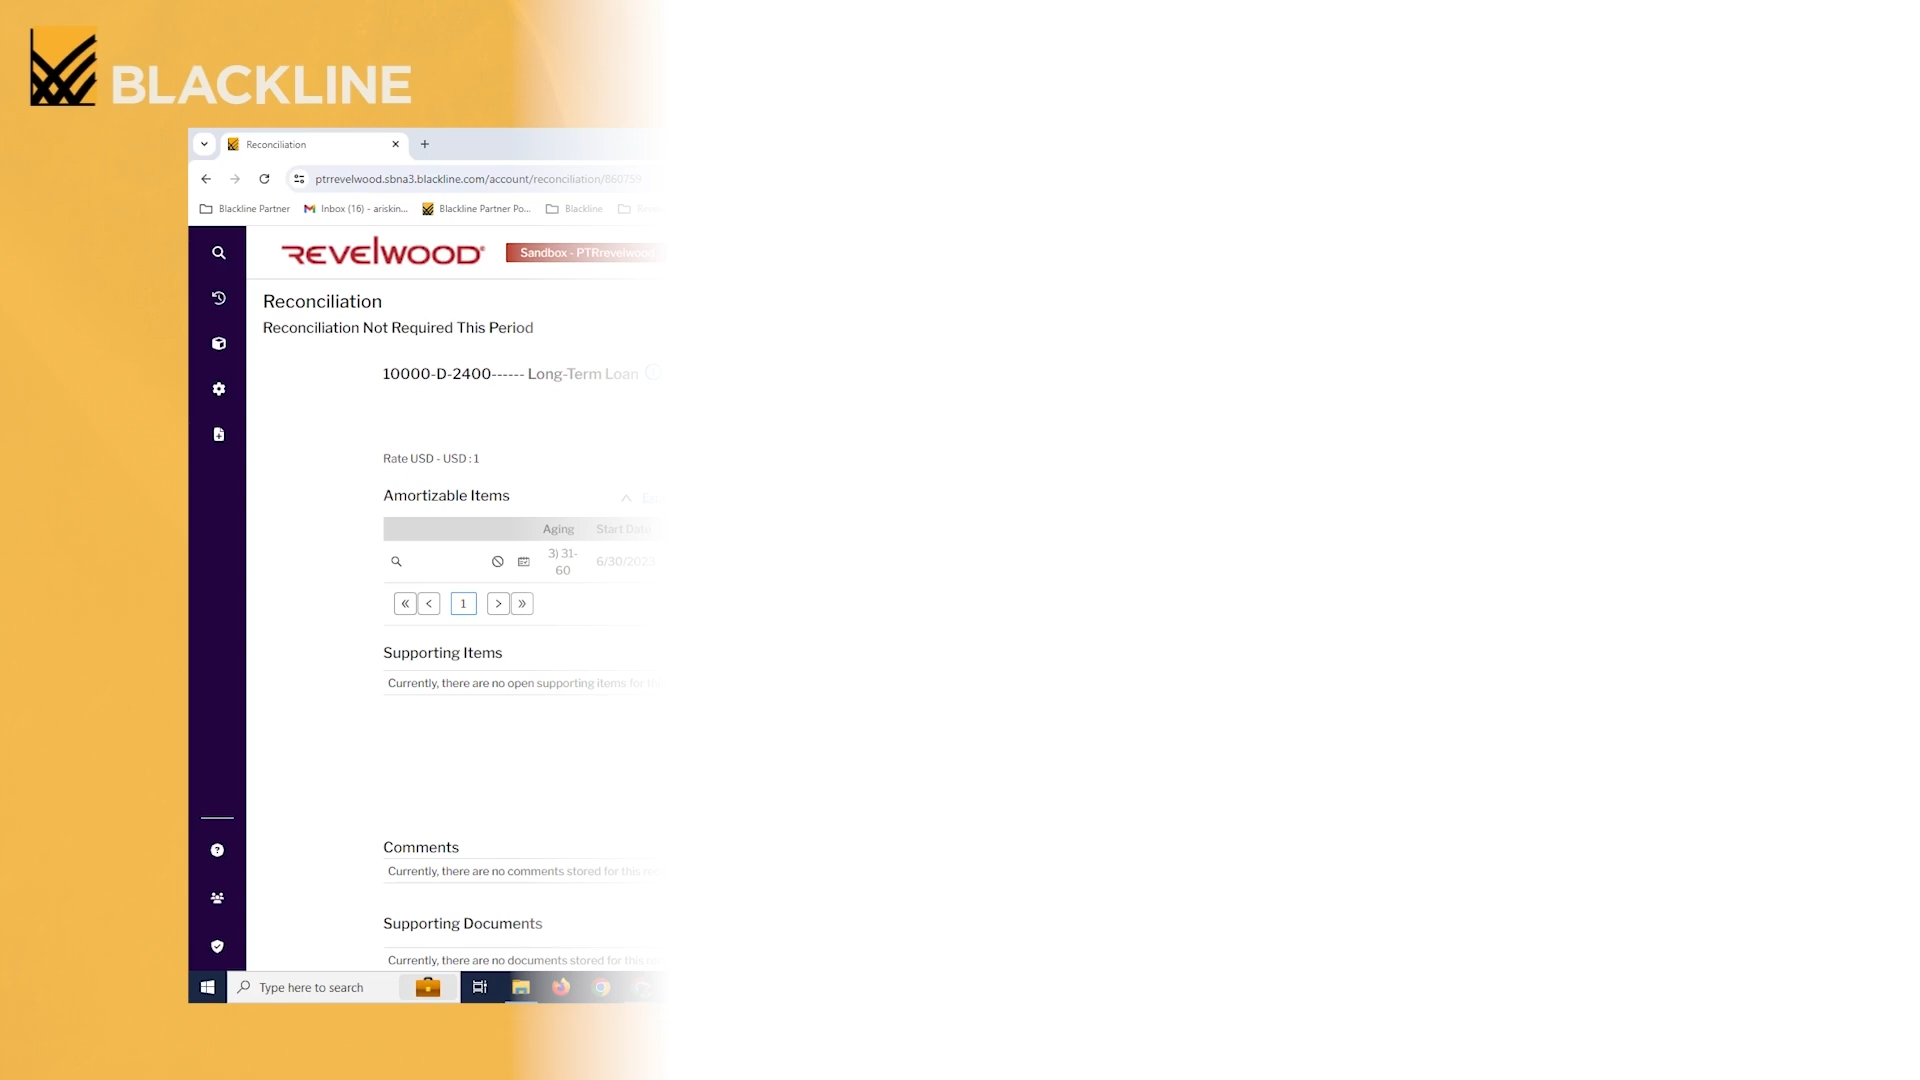 BLACKLINE
Reconciliation
ptrrevelwood.sbna3.blackline.com/account/reconciliation/860759
Blackline Partner Inbox (16) - ariskin... Blackline Partner Po... Blackline
REVELWOOD
Sandbox - PTRrevelwood
Reconciliation
Reconciliation Not Required This Period
10000-D-2400------ Long-Term Loan
Rate USD - USD : 1
Amortizable Items
Aging Start Date
3) 31-60 6/30/2023
1
Supporting Items
Currently, there are no open supporting items for
Comments
Currently, there are no comments stored for this
Supporting Documents
Currently, there are no documents stored for this
Type here to search